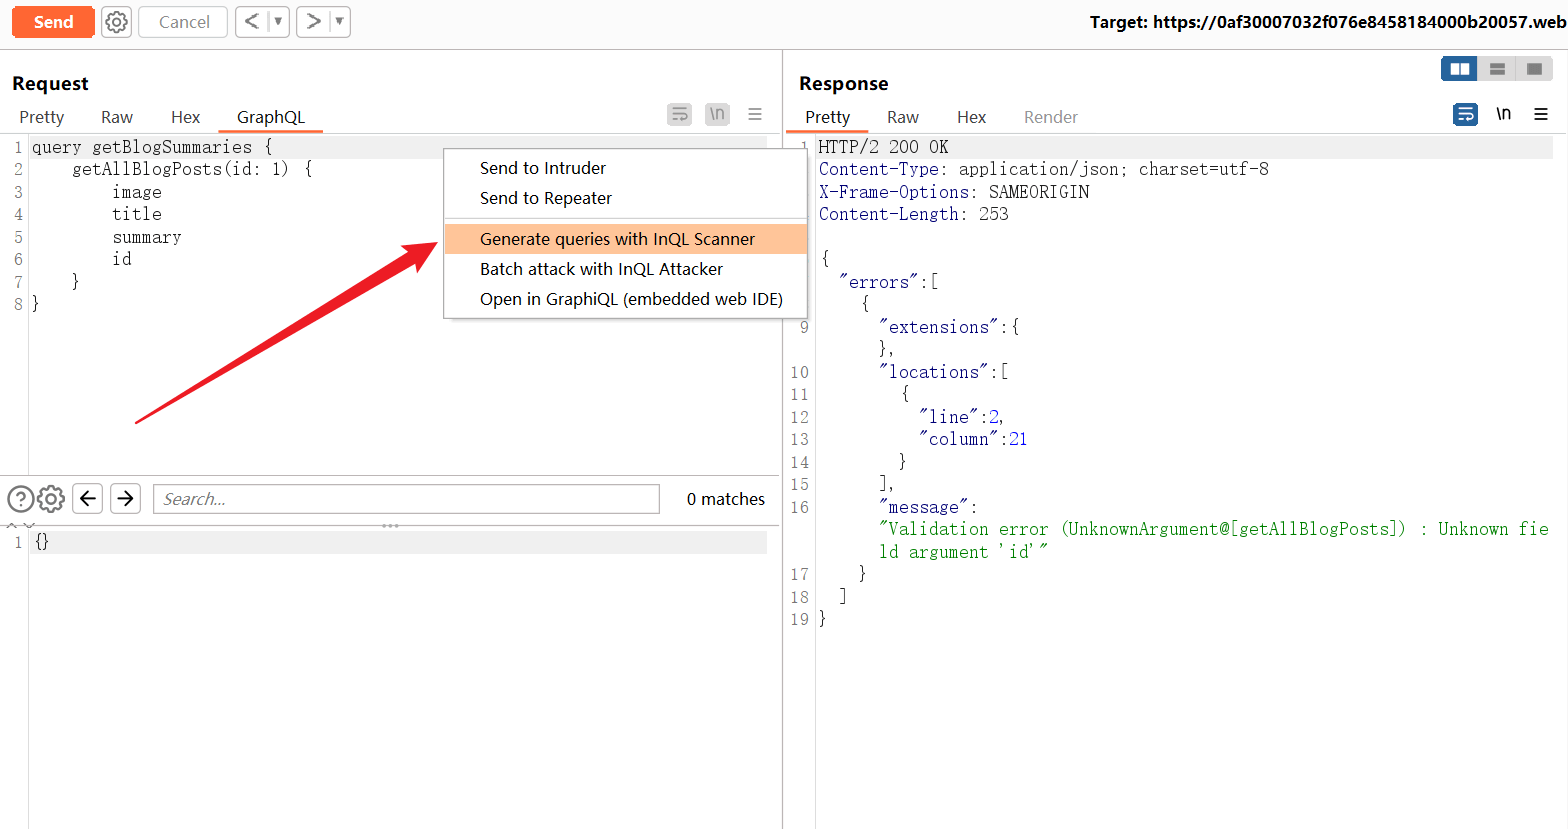 Send
Cancel
<
>
Target: https://0af30007032f076e8458184000b20057.web
Request
Pretty
Raw
Hex
GraphQL
\n
1 query getBlogSummaries {
2 getAllBlogPosts(id: 1) {
3 image
4 title
5 summary
6 id
7 }
8 }
Send to Intruder
Send to Repeater
Generate queries with InQL Scanner
Batch attack with InQL Attacker
Open in GraphiQL (embedded web IDE)
Search...
0 matches
1 {}
Response
Pretty
Raw
Hex
Render
\n
1 HTTP/2 200 OK
Content-Type: application/json; charset=utf-8
X-Frame-Options: SAMEORIGIN
Content-Length: 253
{
"errors":[
{
9 "extensions":{
},
10 "locations":[
11 {
12 "line":2,
13 "column":21
14 }
15 ],
16 "message":
"Validation error (UnknownArgument@[getAllBlogPosts]) : Unknown fie
ld argument 'id'"
17 }
18 ]
19 }